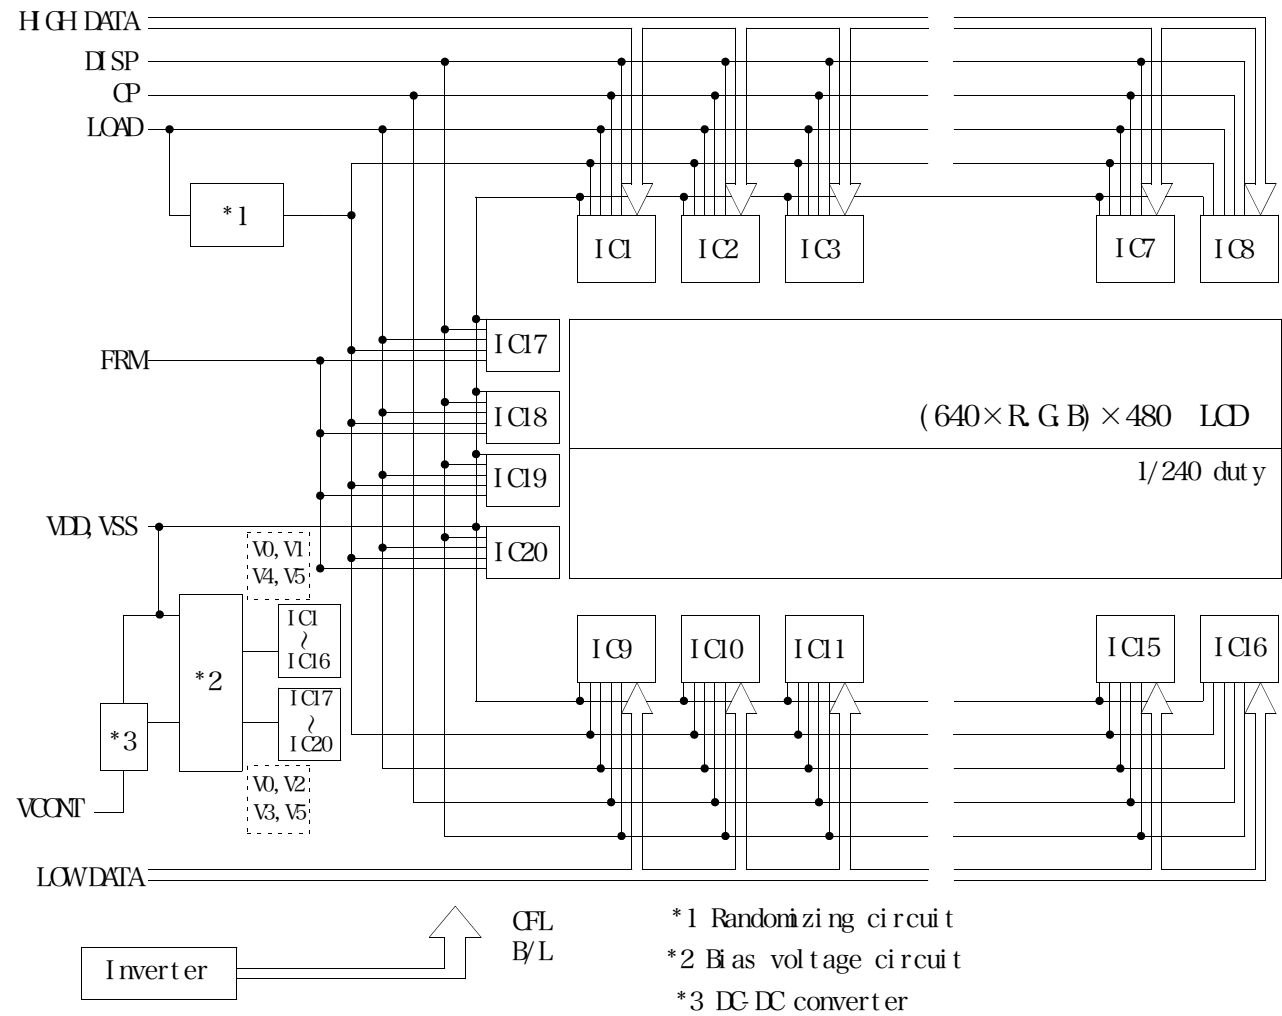 HIGH DATA
DISP
CP
LOAD
*1
IC1 IC2 IC3 IC7 IC8
IC17
FRM
IC18
(640×R.G.B)×480 LCD
IC19
1/240 duty
VDD,VSS
V0,V1
V4,V5
IC20
IC1
~
IC16
*2
IC9 IC10 IC11 IC15 IC16
IC17
~
IC20
*3
V0,V2
V3,V5
VCONT
LOW DATA
CFL
B/L
Inverter
*1 Randomizing circuit
*2 Bias voltage circuit
*3 DC-DC converter